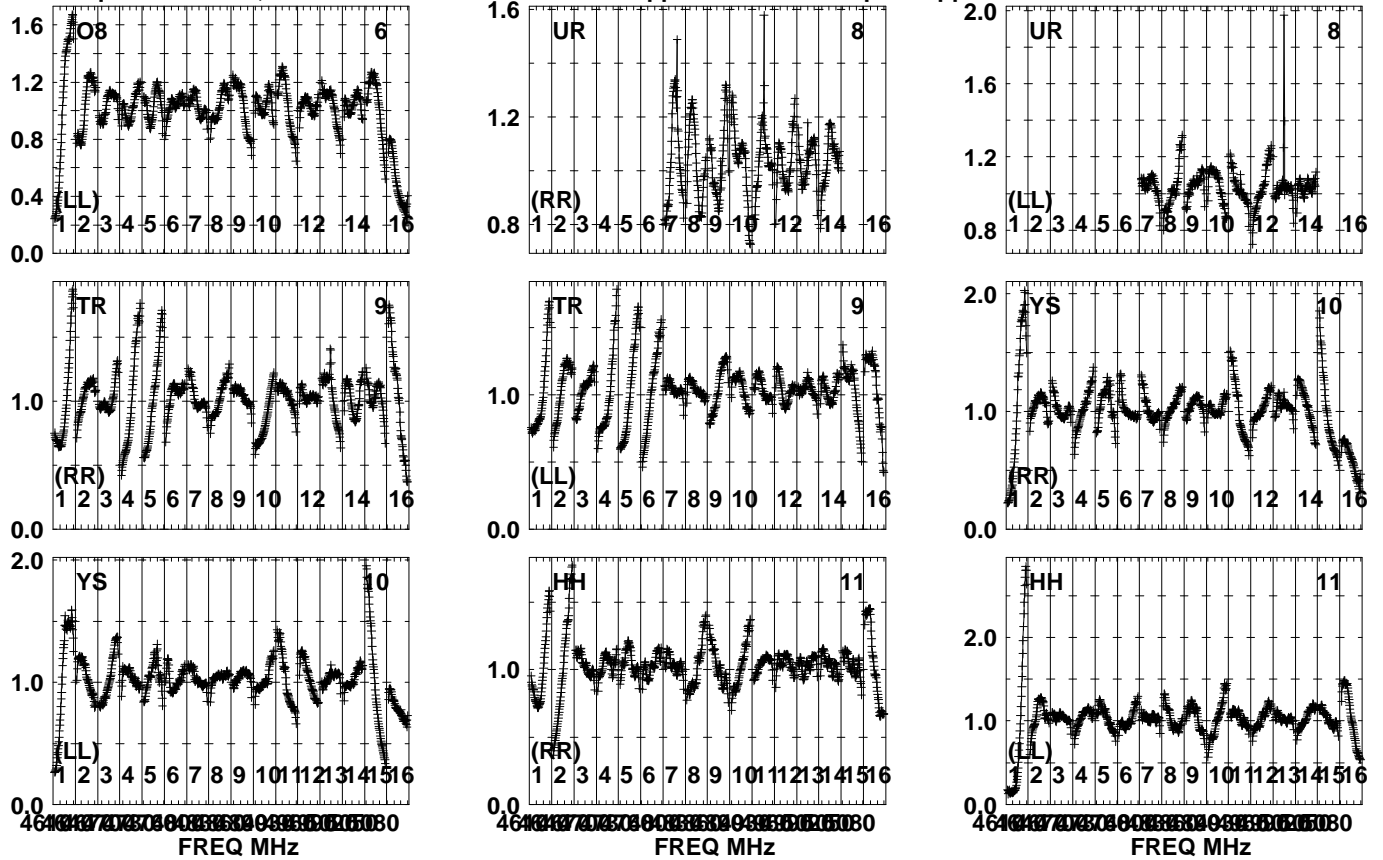 1.6 O8 6
1.2
0.8
0.4 (LL)
1 2 3 4 5 6 7 8 9 10 12 14 16
0.0
1.6 UR 8
1.2
(RR)
0.8 1 2 3 4 5 6 7 8 9 10 12 14 16
2.0 UR 8
1.6
1.2
(LL)
0.8 1 2 3 4 5 6 7 8 9 10 12 14 16
TR 9
1.0
(RR)
1 2 3 4 5 6 7 8 9 10 12 14 16
0.0
TR 9
1.0
(LL)
1 2 3 4 5 6 7 8 9 10 12 14 16
0.0
2.0 YS 10
1.0
(RR)
1 2 3 4 5 6 7 8 9 10 12 14 16
0.0
2.0 YS 10
1.0
(LL)
1 2 3 4 5 6 7 8 9 10 11 12 13 14 15 16
0.0
HH 11
1.0
(RR)
1 2 3 4 5 6 7 8 9 10 11 12 13 14 15 16
0.0
HH 11
2.0
1.0
(LL)
1 2 3 4 5 6 7 8 9 10 11 12 13 14 15 16
0.0
FREQ MHz
FREQ MHz
FREQ MHz